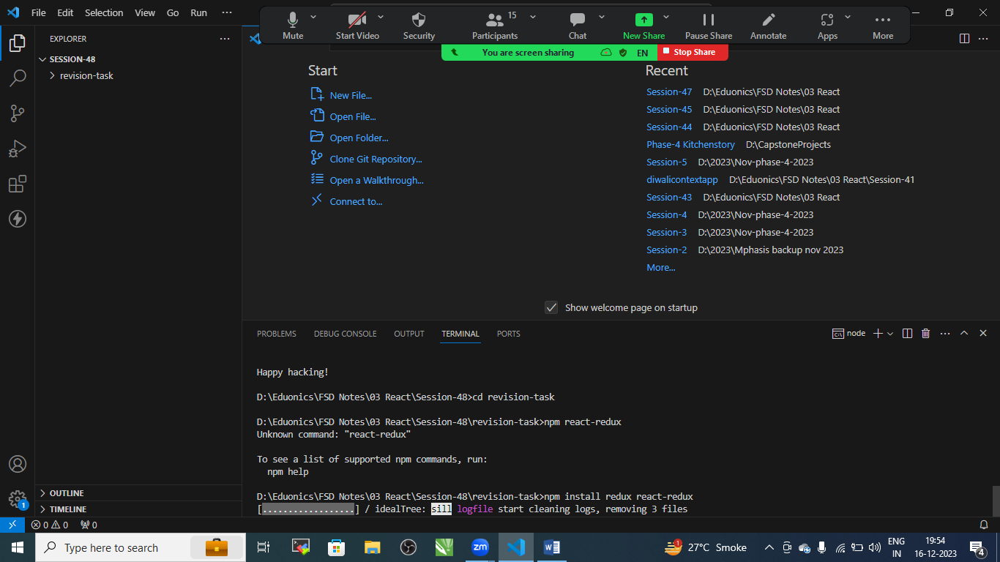 File Edit Selection View Go Run ···
Mute
Start Video
Security
Participants 15
Chat
New Share
Pause Share
Annotate
Apps
More
You are screen sharing EN Stop Share
EXPLORER
SESSION-48
revision-task
Start
New File...
Open File...
Open Folder...
Clone Git Repository...
Open a Walkthrough...
Connect to...
Recent
Session-47 D:\Eduonics\FSD Notes\03 React
Session-45 D:\Eduonics\FSD Notes\03 React
Session-44 D:\Eduonics\FSD Notes\03 React
Phase-4 Kitchenstory D:\CapstoneProjects
Session-5 D:\2023\Nov-phase-4-2023
diwalicontextapp D:\Eduonics\FSD Notes\03 React\Session-41
Session-43 D:\Eduonics\FSD Notes\03 React
Session-4 D:\2023\Nov-phase-4-2023
Session-3 D:\2023\Nov-phase-4-2023
Session-2 D:\2023\Mphasis backup nov 2023
More...
Show welcome page on startup
PROBLEMS DEBUG CONSOLE OUTPUT TERMINAL PORTS
node
Happy hacking!
D:\Eduonics\FSD Notes\03 React\Session-48>cd revision-task
D:\Eduonics\FSD Notes\03 React\Session-48\revision-task>npm react-redux
Unknown command: "react-redux"
To see a list of supported npm commands, run:
npm help
D:\Eduonics\FSD Notes\03 React\Session-48\revision-task>npm install redux react-redux
[..................] / idealTree: sill logfile start cleaning logs, removing 3 files
1
OUTLINE
TIMELINE
0 0 0
Type here to search
zm
W
1
27°C Smoke
ENG
IN
19:54
16-12-2023
4